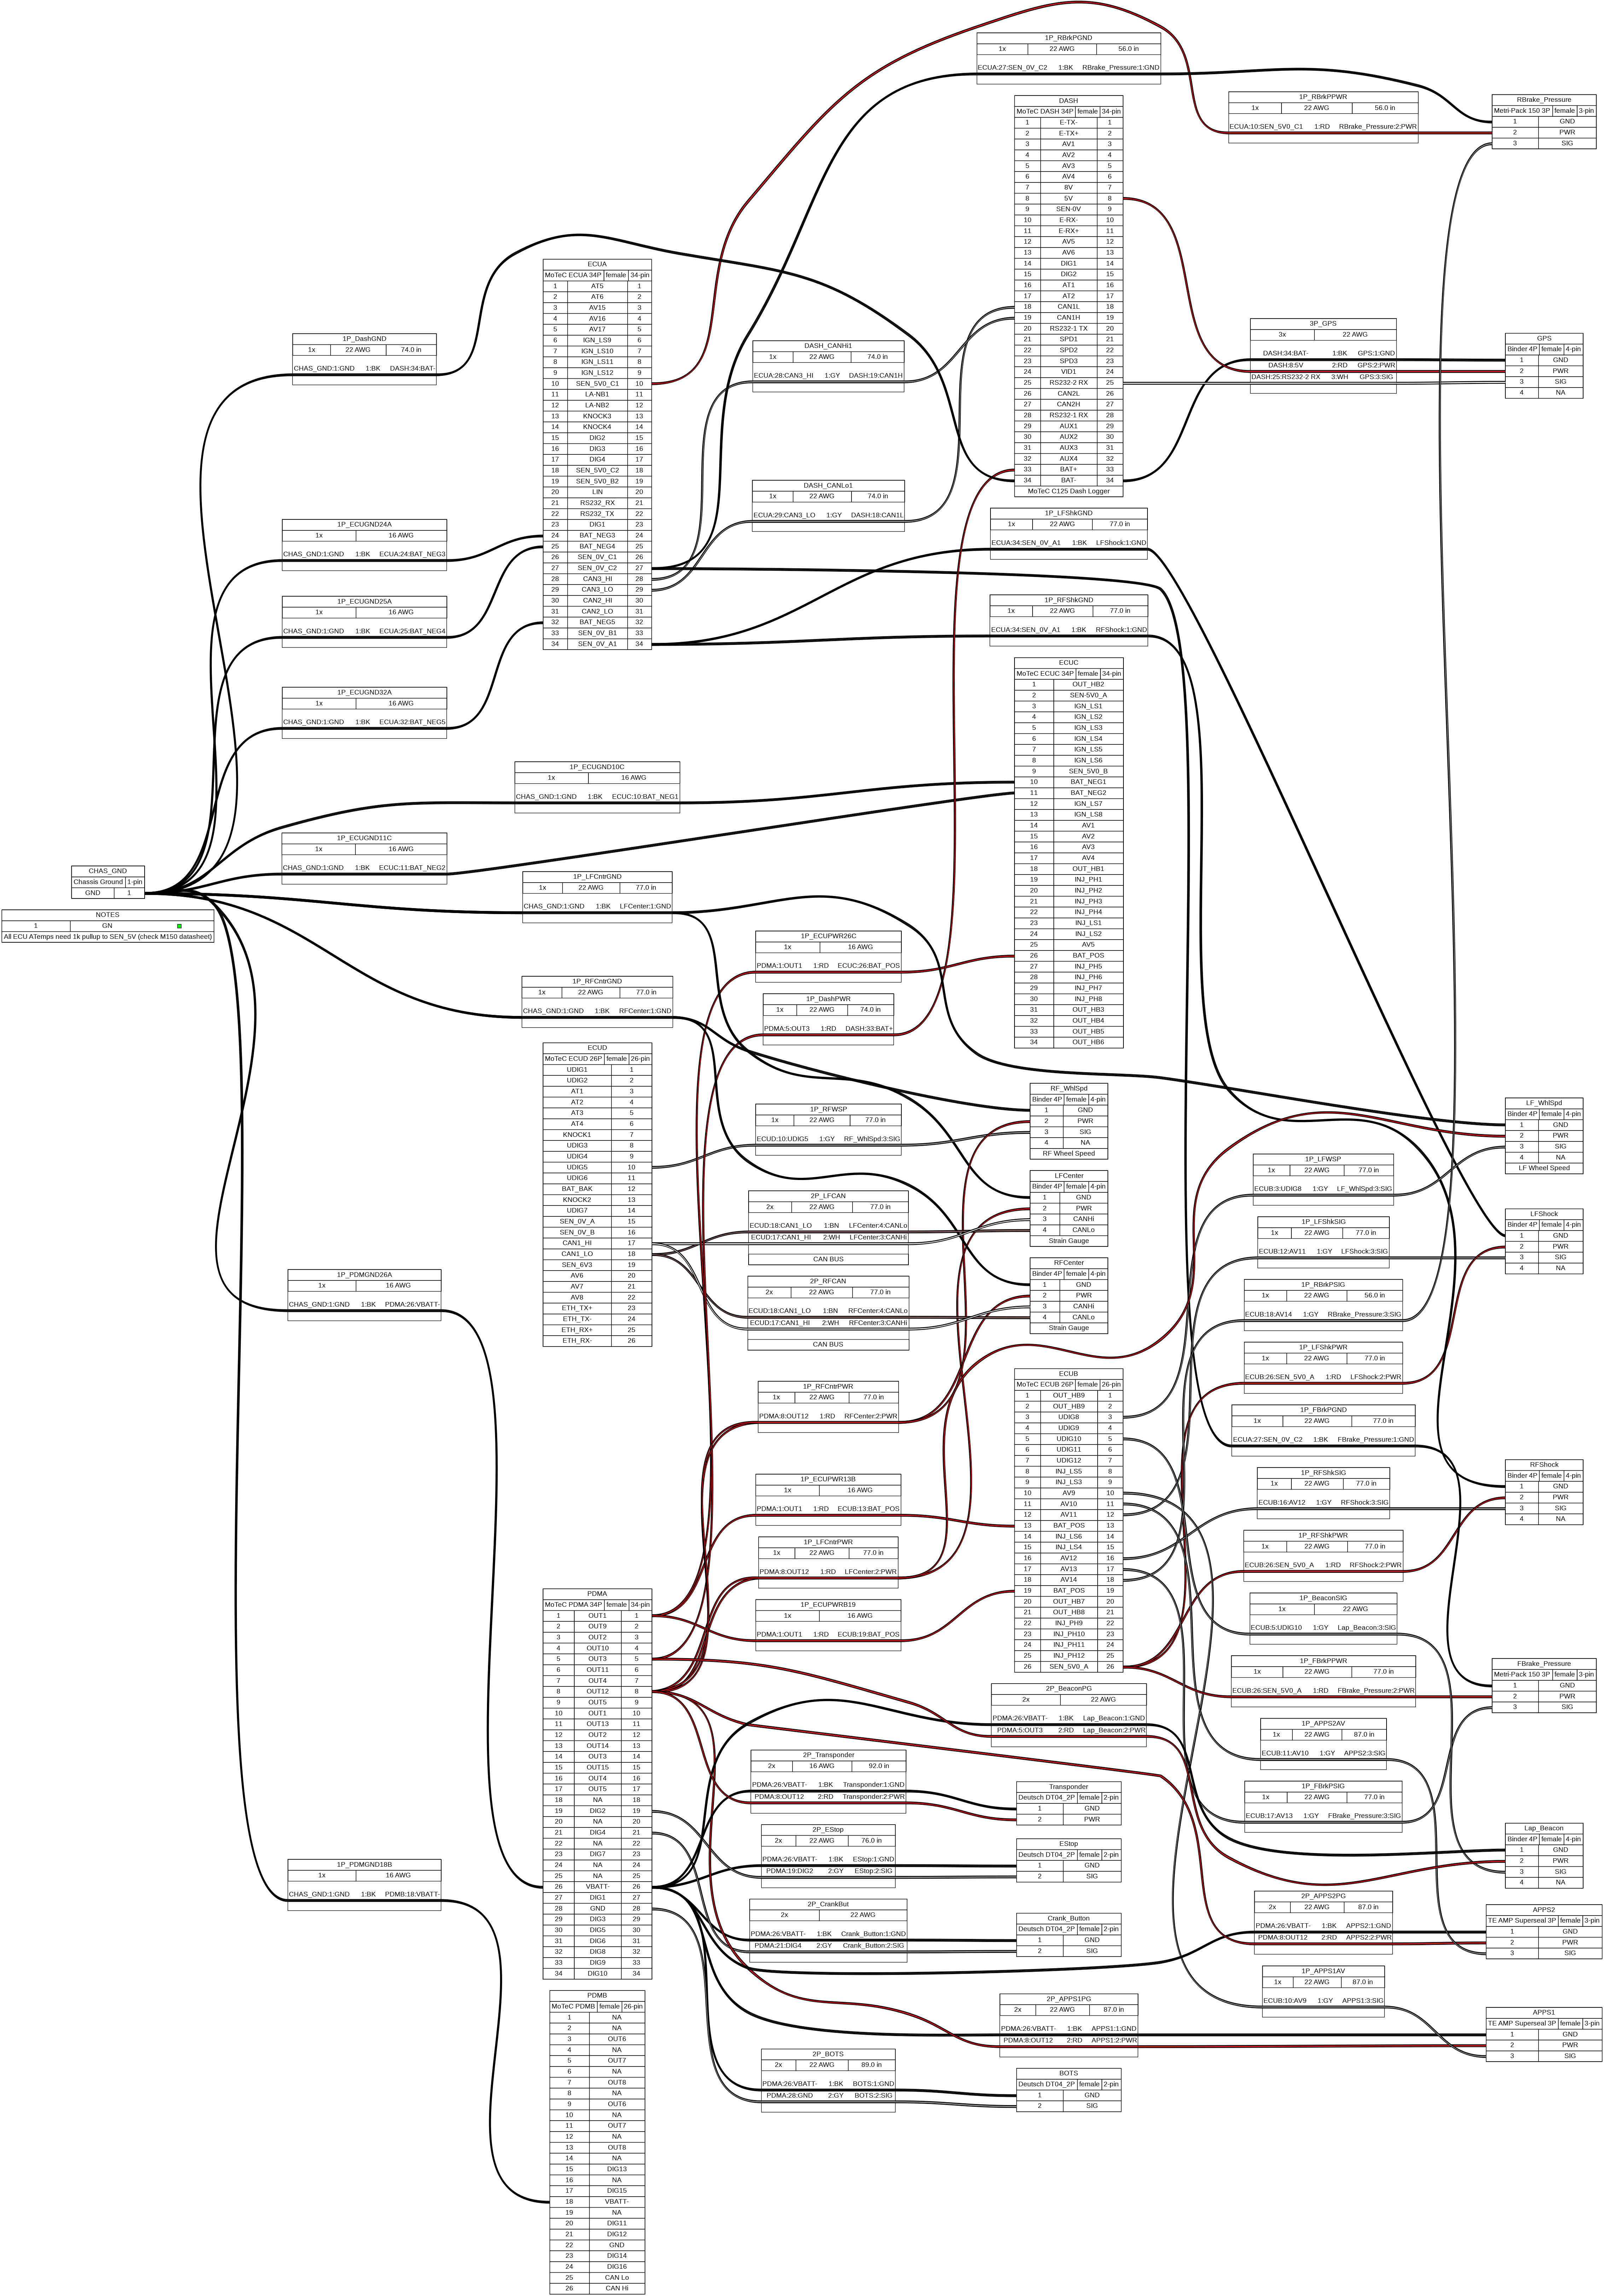 1P_RBrkPGND
1x 22 AWG 56.0 in
ECUA:27:SEN_0V_C2 1:BK RBrake_Pressure:1:GND
1P_RBrkPPWR
1x 22 AWG 56.0 in
ECUA:10:SEN_5V0_C1 1:RD RBrake_Pressure:2:PWR
RBrake_Pressure
Metri-Pack 150 3P female 3-pin
1 GND
2 PWR
3 SIG
DASH
MoTeC DASH 34P female 34-pin
1 E-TX- 1
2 E-TX+ 2
3 AV1 3
4 AV2 4
5 AV3 5
6 AV4 6
7 8V 7
8 5V 8
9 SEN-0V 9
10 E-RX- 10
11 E-RX+ 11
12 AV5 12
13 AV6 13
14 DIG1 14
15 DIG2 15
16 AT1 16
17 AT2 17
18 CAN1L 18
19 CAN1H 19
20 RS232-1 TX 20
21 SPD1 21
22 SPD2 22
23 SPD3 23
24 VID1 24
25 RS232-2 RX 25
26 CAN2L 26
27 CAN2H 27
28 RS232-1 RX 28
29 AUX1 29
30 AUX2 30
31 AUX3 31
32 AUX4 32
33 BAT+ 33
34 BAT- 34
MoTeC C125 Dash Logger
ECUA
MoTeC ECUA 34P female 34-pin
1 AT5 1
2 AT6 2
3 AV15 3
4 AV16 4
5 AV17 5
6 IGN_LS9 6
7 IGN_LS10 7
8 IGN_LS11 8
9 IGN_LS12 9
10 SEN_5V0_C1 10
11 LA-NB1 11
12 LA-NB2 12
13 KNOCK3 13
14 KNOCK4 14
15 DIG2 15
16 DIG3 16
17 DIG4 17
18 SEN_5V0_C2 18
19 SEN_5V0_B2 19
20 LIN 20
21 RS232_RX 21
22 RS232_TX 22
23 DIG1 23
24 BAT_NEG3 24
25 BAT_NEG4 25
26 SEN_0V_C1 26
27 SEN_0V_C2 27
28 CAN3_HI 28
29 CAN3_LO 29
30 CAN2_HI 30
31 CAN2_LO 31
32 BAT_NEG5 32
33 SEN_0V_B1 33
34 SEN_0V_A1 34
1P_DashGND
1x 22 AWG 74.0 in
CHAS_GND:1:GND 1:BK DASH:34:BAT-
DASH_CANHi1
1x 22 AWG 74.0 in
ECUA:28:CAN3_HI 1:GY DASH:19:CAN1H
3P_GPS
3x 22 AWG
DASH:34:BAT- 1:BK GPS:1:GND
DASH:8:5V 2:RD GPS:2:PWR
DASH:25:RS232-2 RX 3:WH GPS:3:SIG
GPS
Binder 4P female 4-pin
1 GND
2 PWR
3 SIG
4 NA
DASH_CANLo1
1x 22 AWG 74.0 in
ECUA:29:CAN3_LO 1:GY DASH:18:CAN1L
1P_ECUGND24A
1x 16 AWG
CHAS_GND:1:GND 1:BK ECUA:24:BAT_NEG3
1P_LFShkGND
1x 22 AWG 77.0 in
ECUA:34:SEN_0V_A1 1:BK LFShock:1:GND
1P_ECUGND25A
1x 16 AWG
CHAS_GND:1:GND 1:BK ECUA:25:BAT_NEG4
1P_RFShkGND
1x 22 AWG 77.0 in
ECUA:34:SEN_0V_A1 1:BK RFShock:1:GND
1P_ECUGND32A
1x 16 AWG
CHAS_GND:1:GND 1:BK ECUA:32:BAT_NEG5
ECUC
MoTeC ECUC 34P female 34-pin
1 OUT_HB2
2 SEN-5V0_A
3 IGN_LS1
4 IGN_LS2
5 IGN_LS3
6 IGN_LS4
7 IGN_LS5
8 IGN_LS6
9 SEN_5V0_B
10 BAT_NEG1
11 BAT_NEG2
12 IGN_LS7
13 IGN_LS8
14 AV1
15 AV2
16 AV3
17 AV4
18 OUT_HB1
19 INJ_PH1
20 INJ_PH2
21 INJ_PH3
22 INJ_PH4
23 INJ_LS1
24 INJ_LS2
25 AV5
26 BAT_POS
27 INJ_PH5
28 INJ_PH6
29 INJ_PH7
30 INJ_PH8
31 OUT_HB3
32 OUT_HB4
33 OUT_HB5
34 OUT_HB6
1P_ECUGND10C
1x 16 AWG
CHAS_GND:1:GND 1:BK ECUC:10:BAT_NEG1
1P_ECUGND11C
1x 16 AWG
CHAS_GND:1:GND 1:BK ECUC:11:BAT_NEG2
CHAS_GND
Chassis Ground 1-pin
GND 1
NOTES
1 GN
All ECU ATemps need 1k pullup to SEN_5V (check M150 datasheet)
1P_LFCntrGND
1x 22 AWG 77.0 in
CHAS_GND:1:GND 1:BK LFCenter:1:GND
1P_ECUPWR26C
1x 16 AWG
PDMA:1:OUT1 1:RD ECUC:26:BAT_POS
1P_RFCntrGND
1x 22 AWG 77.0 in
CHAS_GND:1:GND 1:BK RFCenter:1:GND
1P_DashPWR
1x 22 AWG 74.0 in
PDMA:5:OUT3 1:RD DASH:33:BAT+
ECUD
MoTeC ECUD 26P female 26-pin
UDIG1 1
UDIG2 2
AT1 3
AT2 4
AT3 5
AT4 6
KNOCK1 7
UDIG3 8
UDIG4 9
UDIG5 10
UDIG6 11
BAT_BAK 12
KNOCK2 13
UDIG7 14
SEN_0V_A 15
SEN_0V_B 16
CAN1_HI 17
CAN1_LO 18
SEN_6V3 19
AV6 20
AV7 21
AV8 22
ETH_TX+ 23
ETH_TX- 24
ETH_RX+ 25
ETH_RX- 26
1P_RFWSP
1x 22 AWG 77.0 in
ECUD:10:UDIG5 1:GY RF_WhlSpd:3:SIG
RF_WhlSpd
Binder 4P female 4-pin
1 GND
2 PWR
3 SIG
4 NA
RF Wheel Speed
LF_WhlSpd
Binder 4P female 4-pin
1 GND
2 PWR
3 SIG
4 NA
LF Wheel Speed
1P_LFWSP
1x 22 AWG 77.0 in
ECUB:3:UDIG8 1:GY LF_WhlSpd:3:SIG
LFCenter
Binder 4P female 4-pin
1 GND
2 PWR
3 CANHi
4 CANLo
Strain Gauge
2P_LFCAN
2x 22 AWG 77.0 in
ECUD:18:CAN1_LO 1:BN LFCenter:4:CANLo
ECUD:17:CAN1_HI 2:WH LFCenter:3:CANHi
CAN BUS
1P_LFShkSIG
1x 22 AWG 77.0 in
ECUB:12:AV11 1:GY LFShock:3:SIG
LFShock
Binder 4P female 4-pin
1 GND
2 PWR
3 SIG
4 NA
RFCenter
Binder 4P female 4-pin
1 GND
2 PWR
3 CANHi
4 CANLo
Strain Gauge
2P_RFCAN
2x 22 AWG 77.0 in
ECUD:18:CAN1_LO 1:BN RFCenter:4:CANLo
ECUD:17:CAN1_HI 2:WH RFCenter:3:CANHi
CAN BUS
1P_PDMGND26A
1x 16 AWG
CHAS_GND:1:GND 1:BK PDMA:26:VBATT-
1P_RBrkPSIG
1x 22 AWG 56.0 in
ECUB:18:AV14 1:GY RBrake_Pressure:3:SIG
1P_LFShkPWR
1x 22 AWG 77.0 in
ECUB:26:SEN_5V0_A 1:RD LFShock:2:PWR
1P_RFCntrPWR
1x 22 AWG 77.0 in
PDMA:8:OUT12 1:RD RFCenter:2:PWR
ECUB
MoTeC ECUB 26P female 26-pin
1 OUT_HB9 1
2 OUT_HB9 2
3 UDIG8 3
4 UDIG9 4
5 UDIG10 5
6 UDIG11 6
7 UDIG12 7
8 INJ_LS5 8
9 INJ_LS3 9
10 AV9 10
11 AV10 11
12 AV11 12
13 BAT_POS 13
14 INJ_LS6 14
15 INJ_LS4 15
16 AV12 16
17 AV13 17
18 AV14 18
19 BAT_POS 19
20 OUT_HB7 20
21 OUT_HB8 21
22 INJ_PH9 22
23 INJ_PH10 23
24 INJ_PH11 24
25 INJ_PH12 25
26 SEN_5V0_A 26
1P_FBrkPGND
1x 22 AWG 77.0 in
ECUA:27:SEN_0V_C2 1:BK FBrake_Pressure:1:GND
1P_RFShkSIG
1x 22 AWG 77.0 in
ECUB:16:AV12 1:GY RFShock:3:SIG
RFShock
Binder 4P female 4-pin
1 GND
2 PWR
3 SIG
4 NA
1P_ECUPWR13B
1x 16 AWG
PDMA:1:OUT1 1:RD ECUB:13:BAT_POS
1P_RFShkPWR
1x 22 AWG 77.0 in
ECUB:26:SEN_5V0_A 1:RD RFShock:2:PWR
1P_LFCntrPWR
1x 22 AWG 77.0 in
PDMA:8:OUT12 1:RD LFCenter:2:PWR
1P_ECUPWRB19
1x 16 AWG
PDMA:1:OUT1 1:RD ECUB:19:BAT_POS
1P_BeaconSIG
1x 22 AWG
ECUB:5:UDIG10 1:GY Lap_Beacon:3:SIG
1P_FBrkPPWR
1x 22 AWG 77.0 in
ECUB:26:SEN_5V0_A 1:RD FBrake_Pressure:2:PWR
FBrake_Pressure
Metri-Pack 150 3P female 3-pin
1 GND
2 PWR
3 SIG
PDMA
MoTeC PDMA 34P female 34-pin
1 OUT1 1
2 OUT9 2
3 OUT2 3
4 OUT10 4
5 OUT3 5
6 OUT11 6
7 OUT4 7
8 OUT12 8
9 OUT5 9
10 OUT1 10
11 OUT13 11
12 OUT2 12
13 OUT14 13
14 OUT3 14
15 OUT15 15
16 OUT4 16
17 OUT5 17
18 NA 18
19 DIG2 19
20 NA 20
21 DIG4 21
22 NA 22
23 DIG7 23
24 NA 24
25 NA 25
26 VBATT- 26
27 DIG1 27
28 GND 28
29 DIG3 29
30 DIG5 30
31 DIG6 31
32 DIG8 32
33 DIG9 33
34 DIG10 34
2P_BeaconPG
2x 22 AWG
PDMA:26:VBATT- 1:BK Lap_Beacon:1:GND
PDMA:5:OUT3 2:RD Lap_Beacon:2:PWR
1P_APPS2AV
1x 22 AWG 87.0 in
ECUB:11:AV10 1:GY APPS2:3:SIG
2P_Transponder
2x 16 AWG 92.0 in
PDMA:26:VBATT- 1:BK Transponder:1:GND
PDMA:8:OUT12 2:RD Transponder:2:PWR
Transponder
Deutsch DT04_2P female 2-pin
1 GND
2 PWR
1P_FBrkPSIG
1x 22 AWG 77.0 in
ECUB:17:AV13 1:GY FBrake_Pressure:3:SIG
2P_EStop
2x 22 AWG 76.0 in
PDMA:26:VBATT- 1:BK EStop:1:GND
PDMA:19:DIG2 2:GY EStop:2:SIG
EStop
Deutsch DT04_2P female 2-pin
1 GND
2 SIG
Lap_Beacon
Binder 4P female 4-pin
1 GND
2 PWR
3 SIG
4 NA
1P_PDMGND18B
1x 16 AWG
CHAS_GND:1:GND 1:BK PDMB:18:VBATT-
2P_CrankBut
2x 22 AWG
PDMA:26:VBATT- 1:BK Crank_Button:1:GND
PDMA:21:DIG4 2:GY Crank_Button:2:SIG
Crank_Button
Deutsch DT04_2P female 2-pin
1 GND
2 SIG
2P_APPS2PG
2x 22 AWG 87.0 in
PDMA:26:VBATT- 1:BK APPS2:1:GND
PDMA:8:OUT12 2:RD APPS2:2:PWR
APPS2
TE AMP Superseal 3P female 3-pin
1 GND
2 PWR
3 SIG
1P_APPS1AV
1x 22 AWG 87.0 in
ECUB:10:AV9 1:GY APPS1:3:SIG
2P_APPS1PG
2x 22 AWG 87.0 in
PDMA:26:VBATT- 1:BK APPS1:1:GND
PDMA:8:OUT12 2:RD APPS1:2:PWR
APPS1
TE AMP Superseal 3P female 3-pin
1 GND
2 PWR
3 SIG
2P_BOTS
2x 22 AWG 89.0 in
PDMA:26:VBATT- 1:BK BOTS:1:GND
PDMA:28:GND 2:GY BOTS:2:SIG
BOTS
Deutsch DT04_2P female 2-pin
1 GND
2 SIG
PDMB
MoTeC PDMB female 26-pin
1 NA
2 NA
3 OUT6
4 NA
5 OUT7
6 NA
7 OUT8
8 NA
9 OUT6
10 NA
11 OUT7
12 NA
13 OUT8
14 NA
15 DIG13
16 NA
17 DIG15
18 VBATT-
19 NA
20 DIG11
21 DIG12
22 GND
23 DIG14
24 DIG16
25 CAN Lo
26 CAN Hi